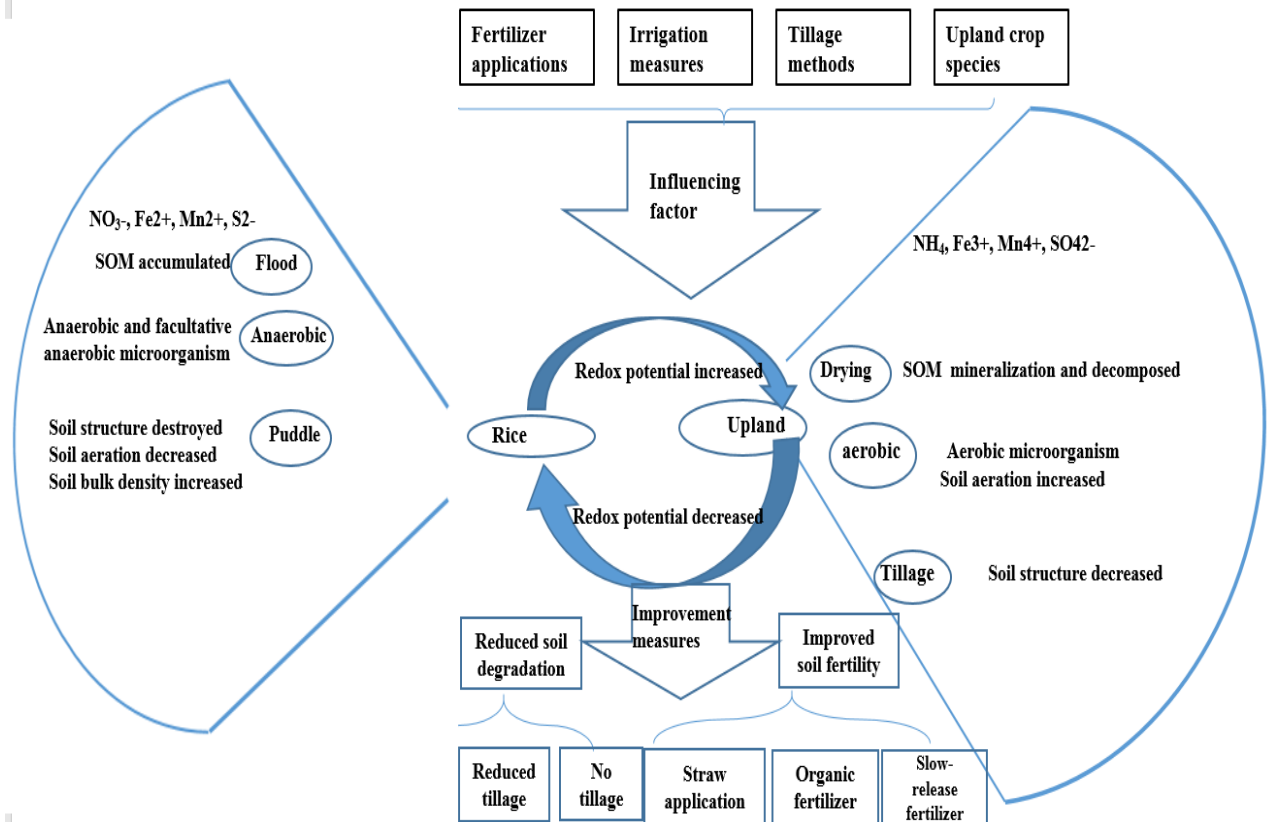 Fertilizer
applications
Irrigation
measures
Tillage
methods
Upland crop
species
Influencing
factor
NO₃-, Fe2+, Mn2+, S2-
SOM accumulated
Flood
Anaerobic and facultative
anaerobic microorganism
Anaerobic
Soil structure destroyed
Soil aeration decreased
Soil bulk density increased
Puddle
Redox potential increased
Rice
Upland
Redox potential decreased
NH₄, Fe3+, Mn4+, SO42-
Drying
SOM mineralization and decomposed
aerobic
Aerobic microorganism
Soil aeration increased
Tillage
Soil structure decreased
Improvement
measures
Reduced soil
degradation
Improved
soil fertility
Reduced
tillage
No
tillage
Straw
application
Organic
fertilizer
Slow-
release
fertilizer